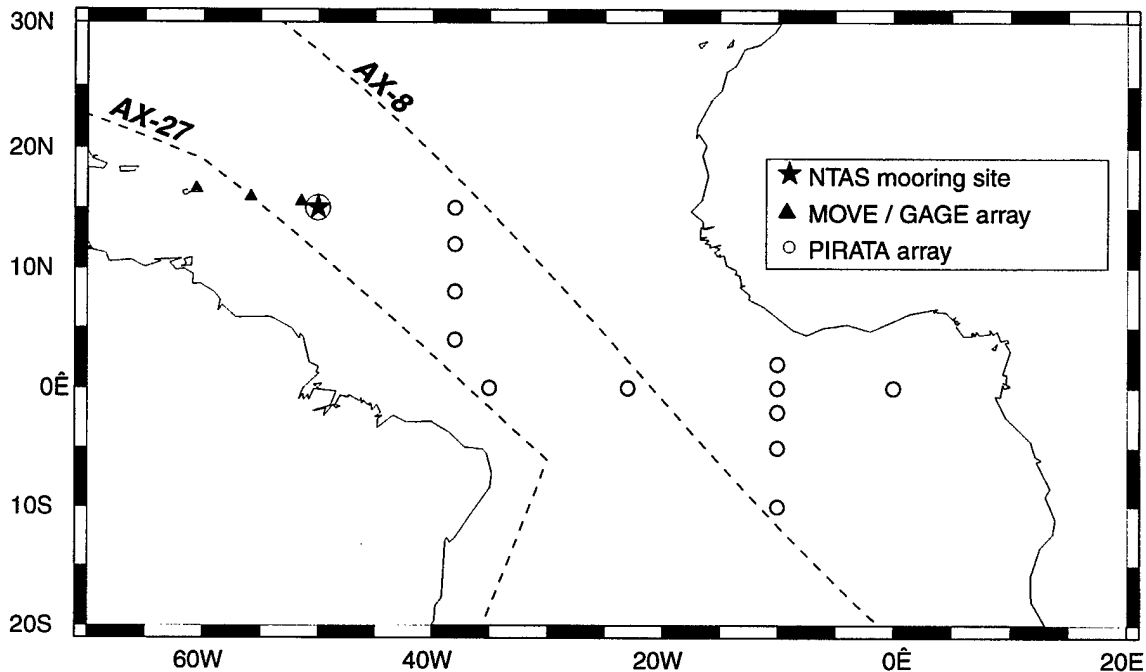 30N
AX-8
AX-27
20N
★ NTAS mooring site
▲ MOVE / GAGE array
○ PIRATA array
10N
0Ê
10S
20S
60W
40W
20W
0Ê
20E